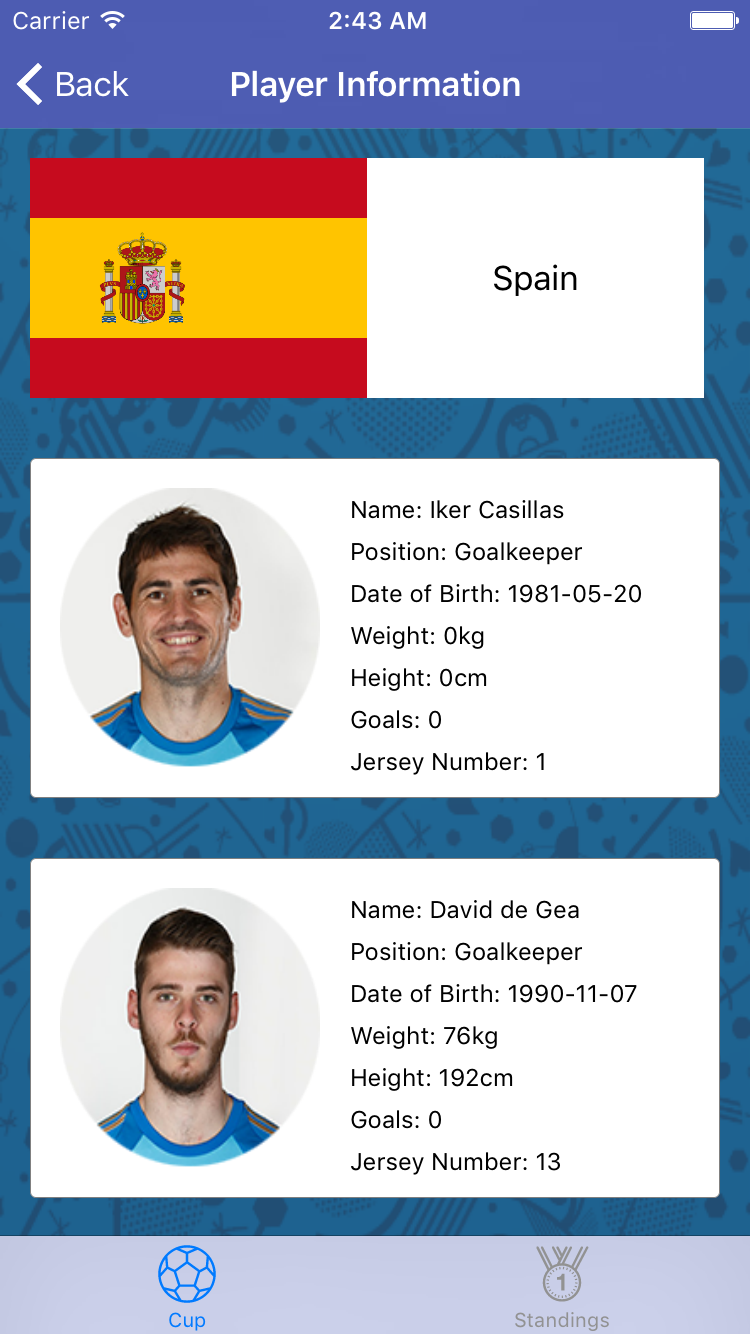 Carrier 2:43 AM
Back Player Information
Spain
Name: Iker Casillas
Position: Goalkeeper
Date of Birth: 1981-05-20
Weight: 0kg
Height: 0cm
Goals: 0
Jersey Number: 1
Name: David de Gea
Position: Goalkeeper
Date of Birth: 1990-11-07
Weight: 76kg
Height: 192cm
Goals: 0
Jersey Number: 13
1
Cup Standings